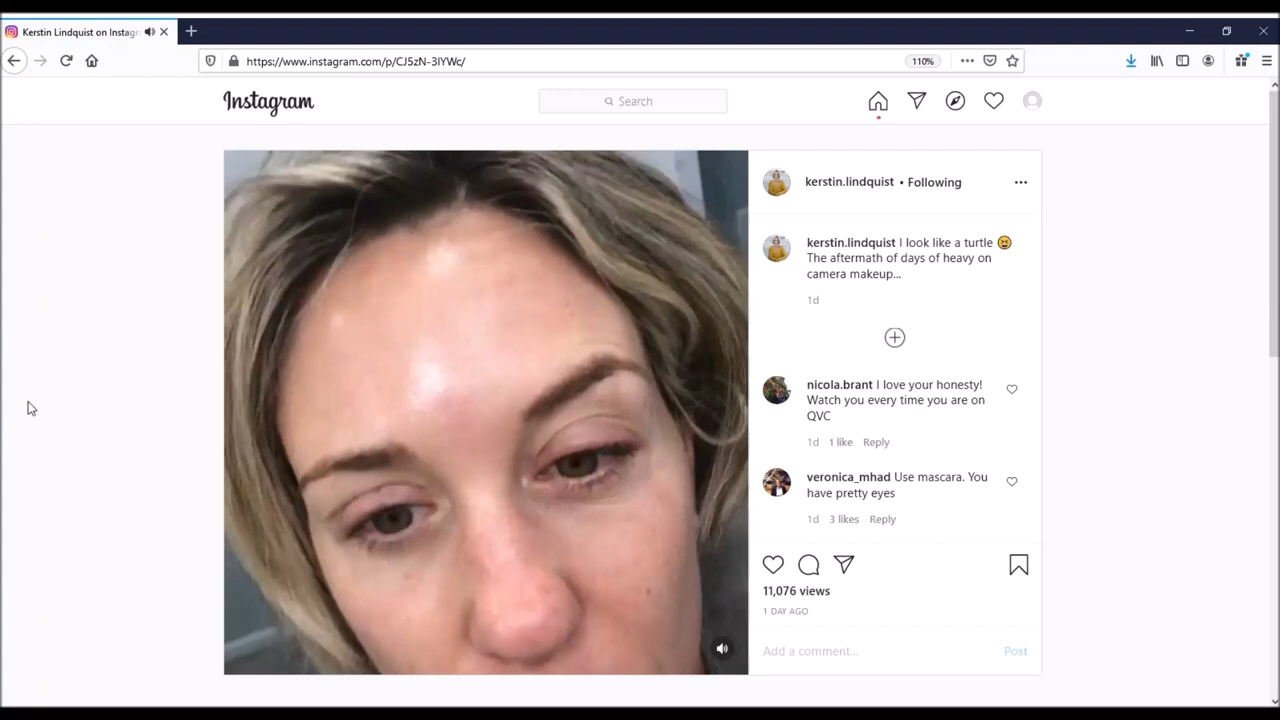 Kerstin Lindquist on Instagr
https://www.instagram.com/p/CJ5zN-3lYWc/
110%
Instagram
Search
kerstin.lindquist • Following
kerstin.lindquist I look like a turtle 😆
The aftermath of days of heavy on
camera makeup...
1d
nicola.brant I love your honesty!
Watch you every time you are on
QVC
1d 1 like Reply
veronica_mhad Use mascara. You
have pretty eyes
1d 3 likes Reply
11,076 views
1 DAY AGO
Add a comment... Post